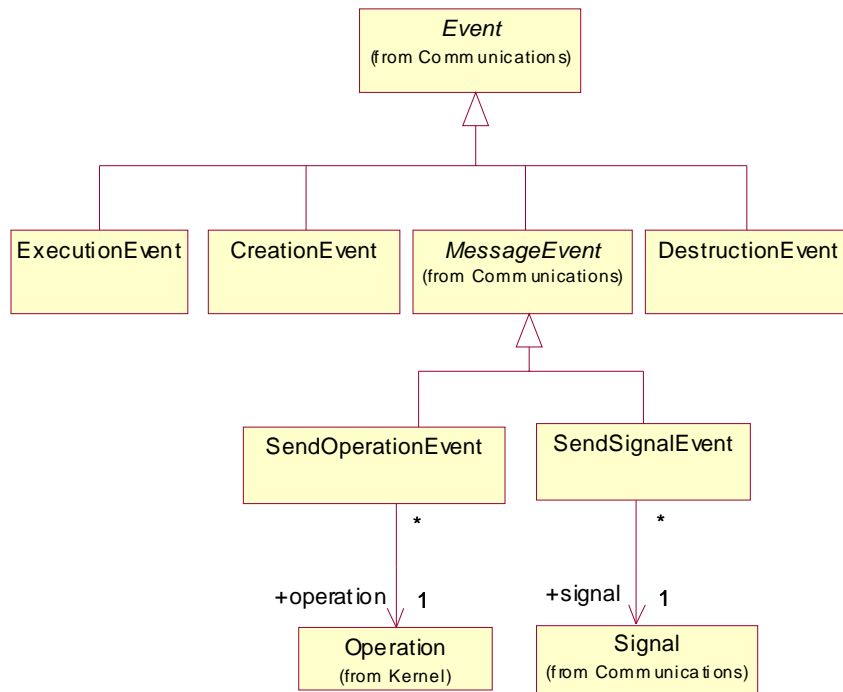 Event
(from Communications)
ExecutionEvent
CreationEvent
MessageEvent
(from Communications)
DestructionEvent
SendOperationEvent
SendSignalEvent
*
*
+operation
1
+signal
1
Operation
(from Kernel)
Signal
(from Communications)